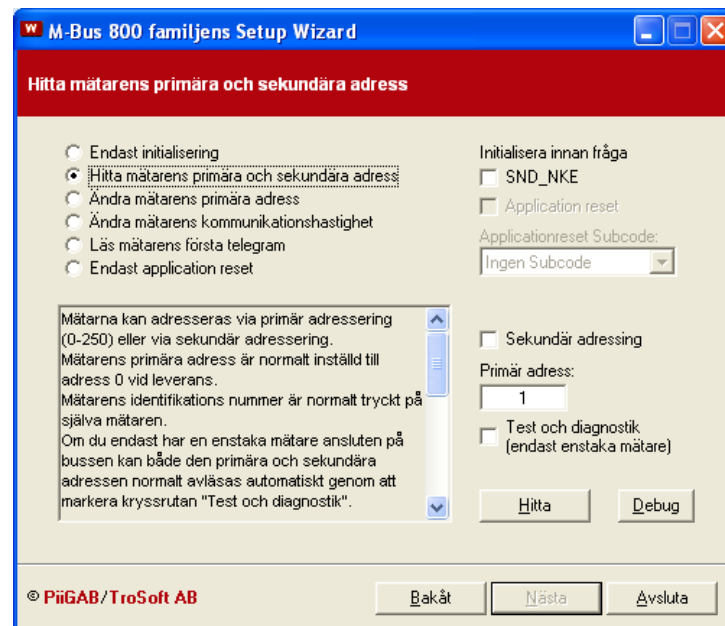 M-Bus 800 familjens Setup Wizard
Hitta mätarens primära och sekundära adress
Endast initialisering
Hitta mätarens primära och sekundära adress
Ändra mätarens primära adress
Ändra mätarens kommunikationshastighet
Läs mätarens första telegram
Endast application reset
Initialisera innan fråga
SND_NKE
Application reset
Applicationreset Subcode:
Ingen Subcode
Mätarna kan adresseras via primär adressering
(0-250) eller via sekundär adressering.
Mätarens primära adress är normalt inställd till
adress 0 vid leverans.
Mätarens identifikations nummer är normalt tryckt på
själva mätaren.
Om du endast har en enstaka mätare ansluten på
bussen kan både den primära och sekundära
adressen normalt avläsas automatiskt genom att
markera kryssrutan "Test och diagnostik".
Sekundär adressing
Primär adress:
1
Test och diagnostik
(endast enstaka mätare)
Hitta
Debug
© PiiGAB/TroSoft AB
Bakåt
Nästa
Avsluta